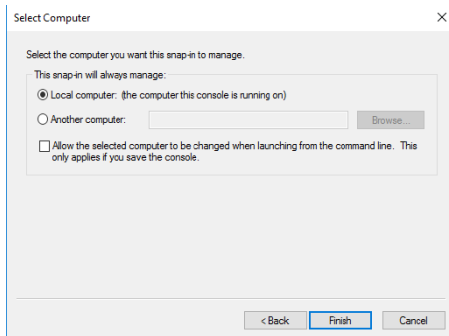 Select Computer
Select the computer you want this snap-in to manage.
This snap-in will always manage:
Local computer: (the computer this console is running on)
Another computer:
Browse...
Allow the selected computer to be changed when launching from the command line. This
only applies if you save the console.
< Back Finish Cancel